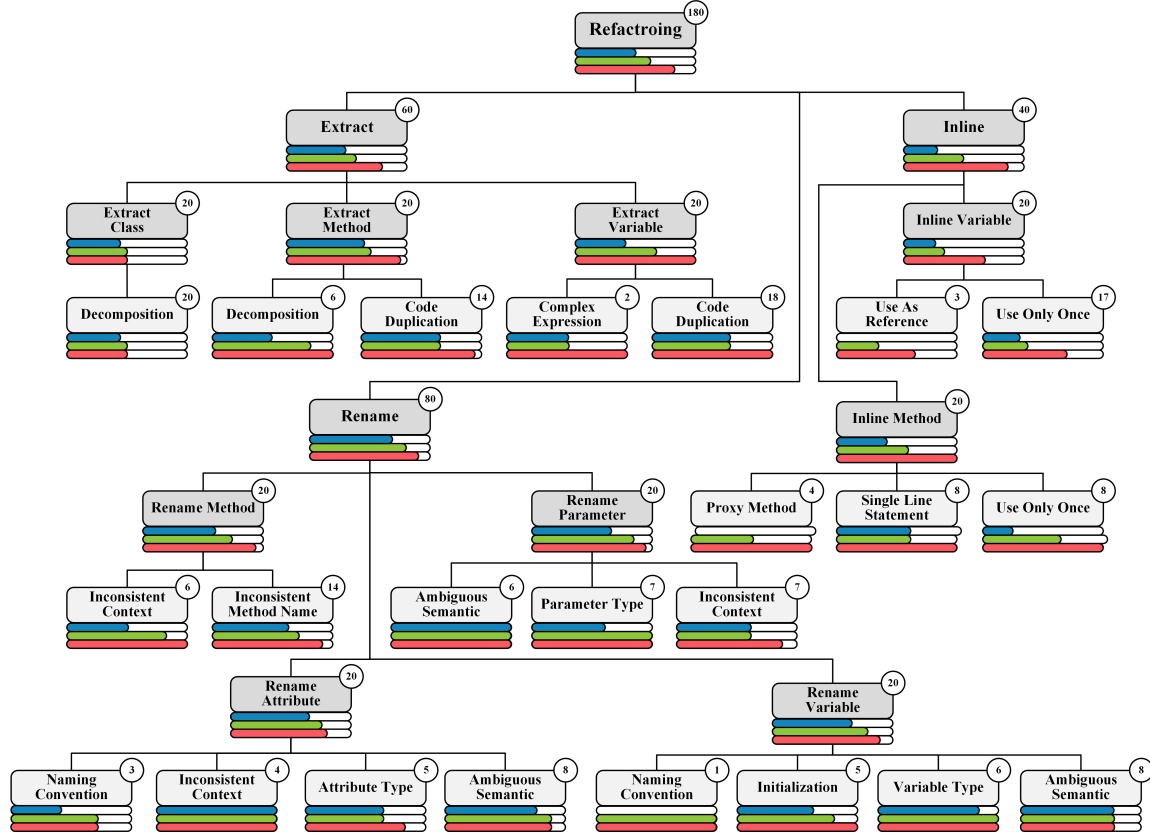 180
Refactroing
60
Extract
40
Inline
20
Extract
Class
20
Extract
Method
20
Extract
Variable
20
Inline Variable
20
Decomposition
6
Decomposition
14
Code
Duplication
2
Complex
Expression
18
Code
Duplication
3
Use As
Reference
17
Use Only Once
80
Rename
20
Inline Method
20
Rename Method
20
Rename
Parameter
4
Proxy Method
8
Single Line
Statement
8
Use Only Once
6
Inconsistent
Context
14
Inconsistent
Method Name
6
Ambiguous
Semantic
7
Parameter Type
7
Inconsistent
Context
20
Rename
Attribute
20
Rename
Variable
3
Naming
Convention
4
Inconsistent
Context
5
Attribute Type
8
Ambiguous
Semantic
1
Naming
Convention
5
Initialization
6
Variable Type
8
Ambiguous
Semantic